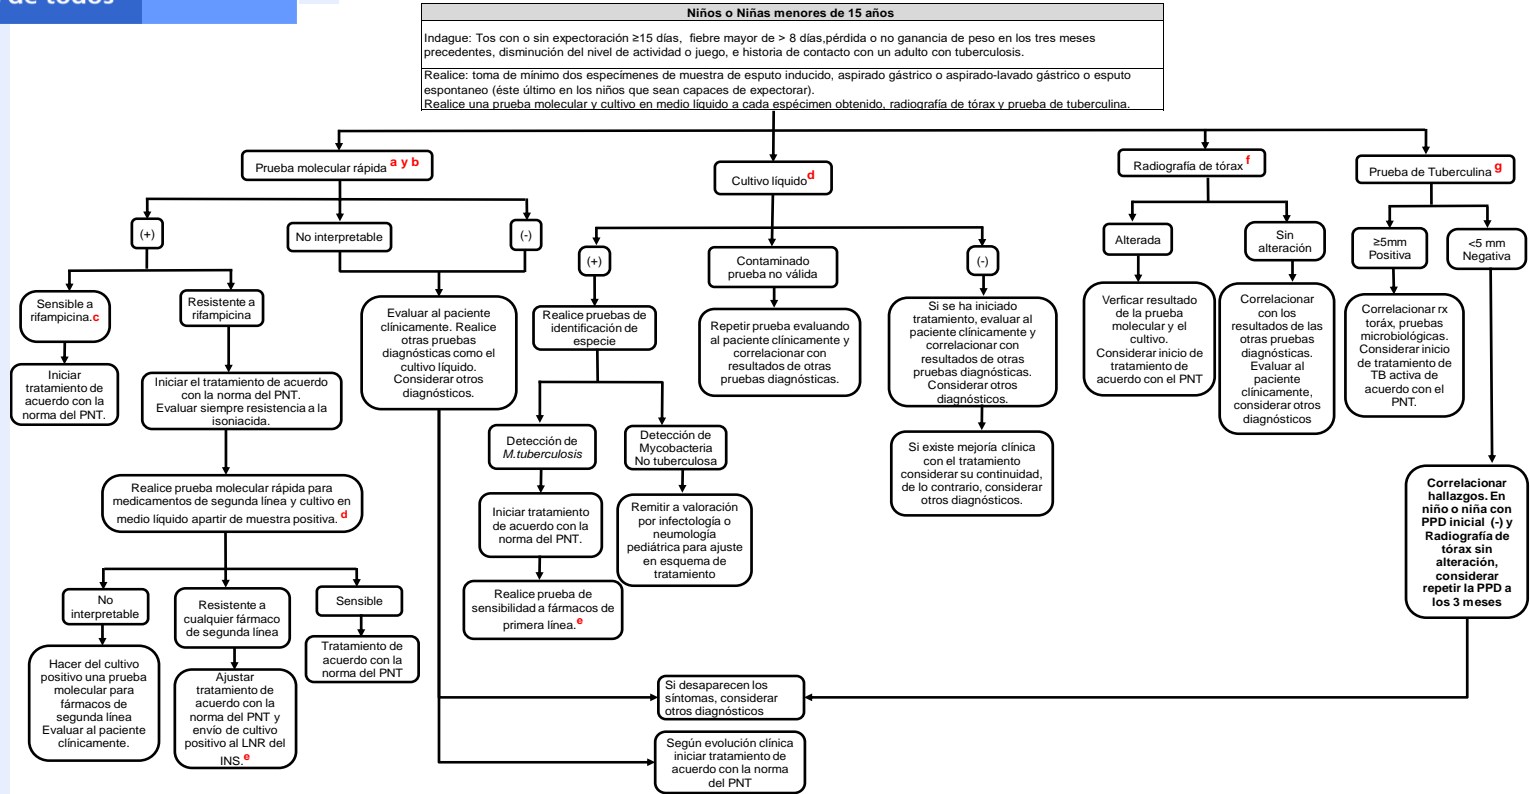 de todos
Niños o Niñas menores de 15 años
Indague: Tos con o sin expectoración ≥15 días, fiebre mayor de > 8 días,pérdida o no ganancia de peso en los tres meses
precedentes, disminución del nivel de actividad o juego, e historia de contacto con un adulto con tuberculosis.
Realice: toma de mínimo dos especímenes de muestra de esputo inducido, aspirado gástrico o aspirado-lavado gástrico o esputo
espontaneo (éste último en los niños que sean capaces de expectorar).
Realice una prueba molecular y cultivo en medio líquido a cada espécimen obtenido, radiografía de tórax y prueba de tuberculina.
Prueba molecular rápida a y b
Cultivo líquido d
Radiografía de tórax f
Prueba de Tuberculina g
(+)
No interpretable
(-)
(+)
Contaminado
prueba no válida
(-)
Alterada
Sin
alteración
≥5mm
Positiva
<5 mm
Negativa
Sensible a
rifampicina.c
Resistente a
rifampicina
Evaluar al paciente
clínicamente. Realice
otras pruebas
diagnósticas como el
cultivo líquido.
Considerar otros
diagnósticos.
Realice pruebas de
identificación de
especie
Repetir prueba evaluando
al paciente clínicamente y
correlacionar con
resultados de otras
pruebas diagnósticas.
Si se ha iniciado
tratamiento, evaluar al
paciente clínicamente y
correlacionar con
resultados de otras
pruebas diagnósticas.
Considerar otros
diagnósticos.
Verficar resultado
de la prueba
molecular y el
cultivo.
Considerar inicio de
tratamiento de
acuerdo con el PNT
Correlacionar
con los
resultados de las
otras pruebas
diagnósticas.
Evaluar al
paciente
clínicamente,
considerar otros
diagnósticos
Correlacionar rx
toráx, pruebas
microbiológicas.
Considerar inicio
de tratamiento de
TB activa de
acuerdo con el
PNT.
Iniciar
tratamiento de
acuerdo con la
norma del PNT.
Iniciar el tratamiento de acuerdo
con la norma del PNT.
Evaluar siempre resistencia a la
isoniacida.
Detección de
M.tuberculosis
Detección de
Mycobacteria
No tuberculosa
Si existe mejoría clínica
con el tratamiento
considerar su continuidad,
de lo contrario, considerar
otros diagnósticos.
Realice prueba molecular rápida para
medicamentos de segunda línea y cultivo en
medio líquido apartir de muestra positiva. d
Iniciar tratamiento
de acuerdo con la
norma del PNT.
Remitir a valoración
por infectología o
neumología
pediátrica para ajuste
en esquema de
tratamiento
Correlacionar
hallazgos. En
niño o niña con
PPD inicial (-) y
Radiografía de
tórax sin
alteración,
considerar
repetir la PPD a
los 3 meses
No
interpretable
Resistente a
cualquier fármaco
de segunda línea
Sensible
Realice prueba de
sensibilidad a fármacos de
primera línea.e
Hacer del cultivo
positivo una prueba
molecular para
fármacos de
segunda línea
Evaluar al paciente
clínicamente.
Ajustar
tratamiento de
acuerdo con la
norma del PNT y
envío de cultivo
positivo al LNR del
INS.e
Tratamiento de
acuerdo con la
norma del PNT
Si desaparecen los
síntomas, considerar
otros diagnósticos
Según evolución clínica
iniciar tratamiento de
acuerdo con la norma
del PNT